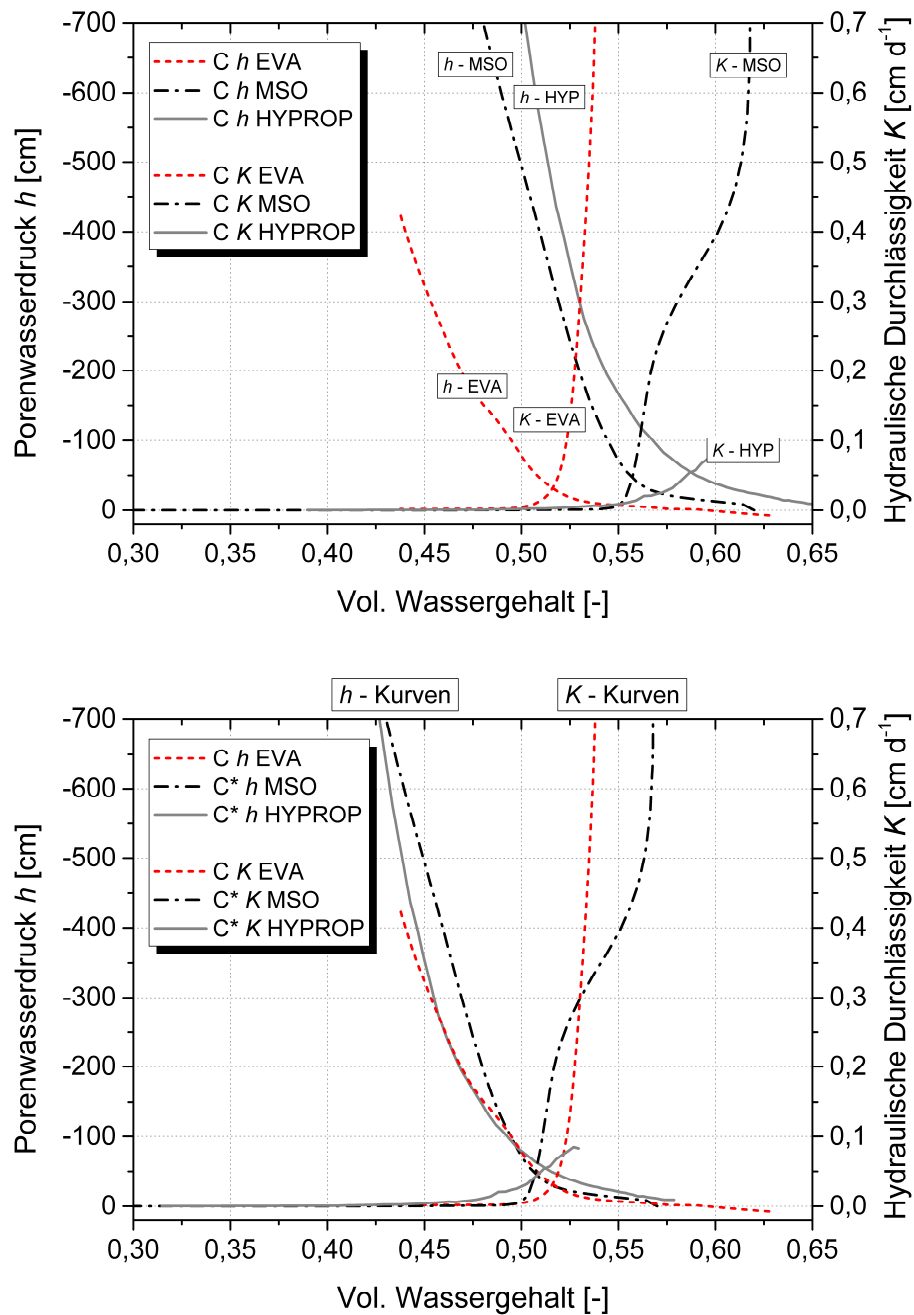 -700
-600
-500
-400
-300
-200
-100
0
Porenwasserdruck h [cm]
C h EVA
C h MSO
C h HYPROP
C K EVA
C K MSO
C K HYPROP
h - MSO
h - HYP
K - MSO
h - EVA
K - EVA
K - HYP
0,7
0,6
0,5
0,4
0,3
0,2
0,1
0,0
Hydraulische Durchlässigkeit K [cm d-1]
0,30 0,35 0,40 0,45 0,50 0,55 0,60 0,65
Vol. Wassergehalt [-]
h - Kurven K - Kurven
-700
-600
-500
-400
-300
-200
-100
0
Porenwasserdruck h [cm]
C h EVA
C* h MSO
C* h HYPROP
C K EVA
C* K MSO
C* K HYPROP
0,7
0,6
0,5
0,4
0,3
0,2
0,1
0,0
Hydraulische Durchlässigkeit K [cm d-1]
0,30 0,35 0,40 0,45 0,50 0,55 0,60 0,65
Vol. Wassergehalt [-]